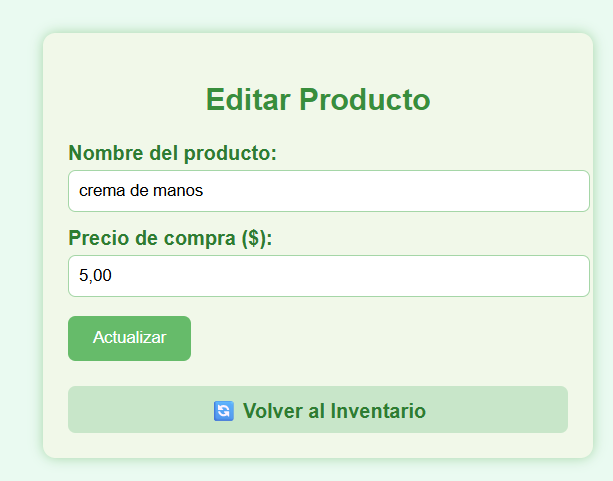 Editar Producto
Nombre del producto:
crema de manos
Precio de compra ($):
5,00
Actualizar
🔄 Volver al Inventario